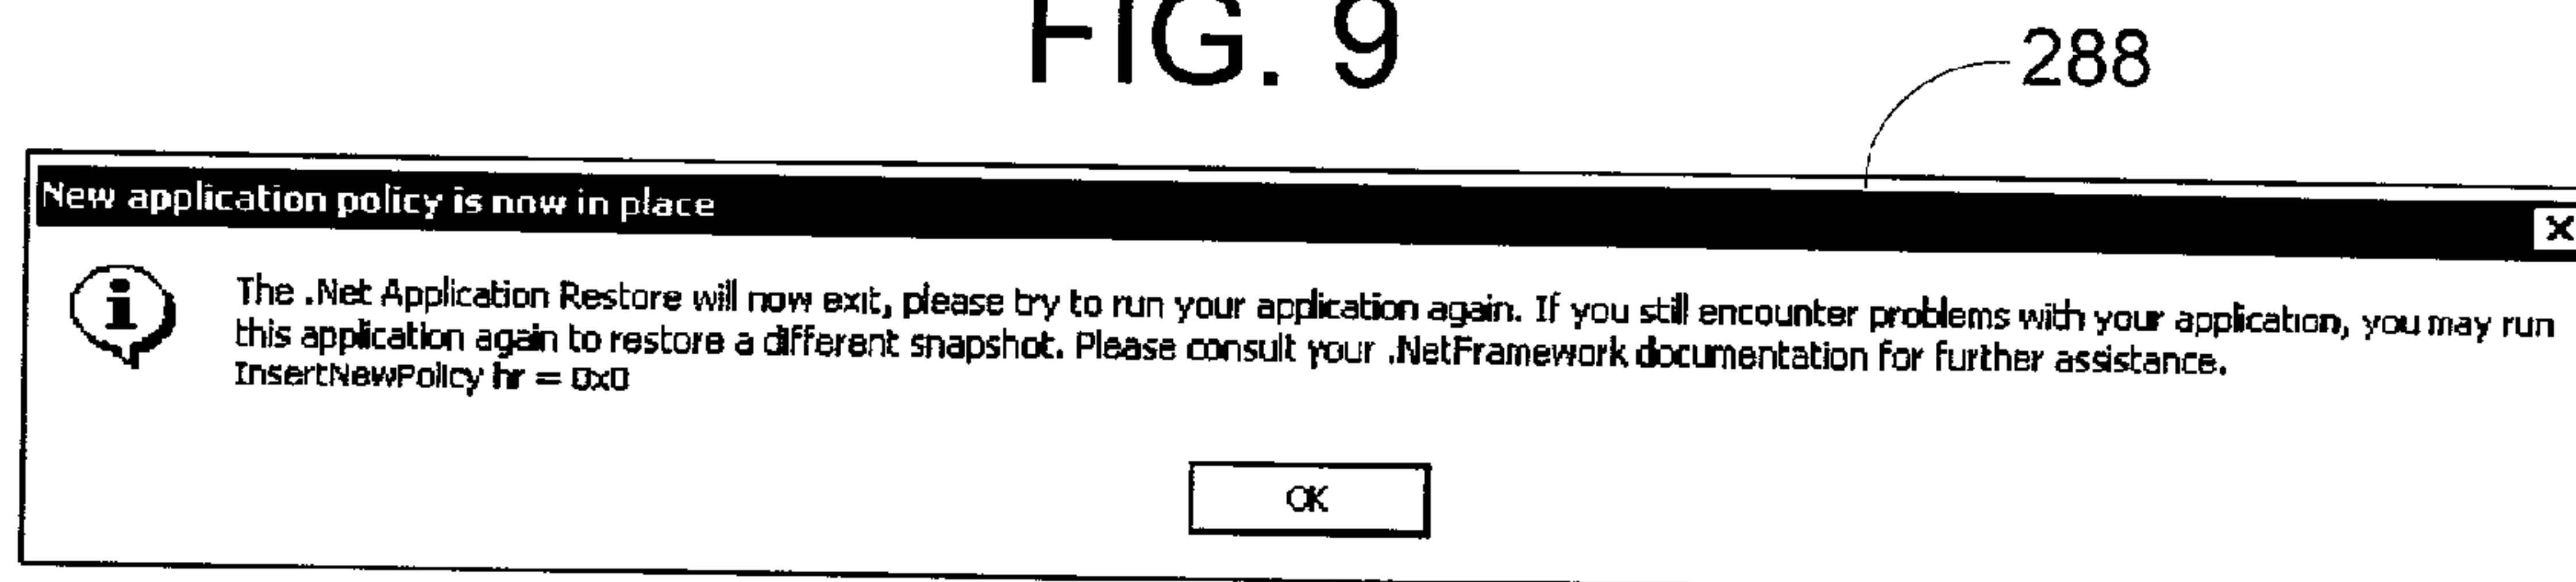 FIG. 9
288
New application policy is now in place
X
i
The .Net Application Restore will now exit, please try to run your application again. If you still encounter problems with your application, you may run
this application again to restore a different snapshot. Please consult your .NetFramework documentation for further assistance.
InsertNewPolicy hr = 0x0
OK